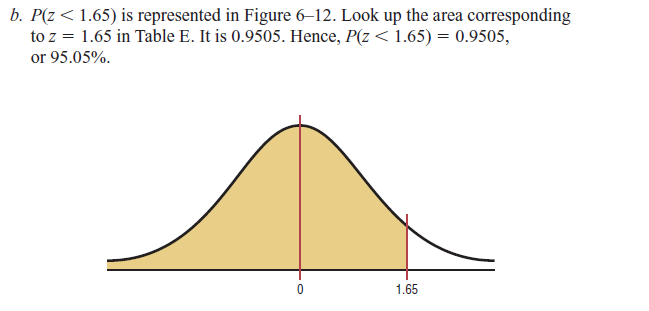 b. P(z < 1.65) is represented in Figure 6–12. Look up the area corresponding
to z = 1.65 in Table E. It is 0.9505. Hence, P(z < 1.65) = 0.9505,
or 95.05%.
0 1.65